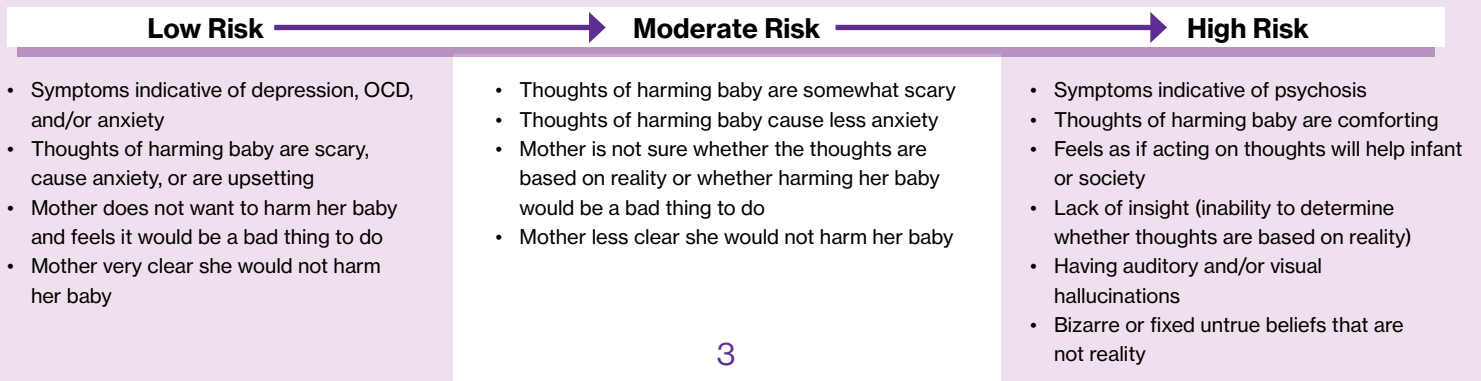 Low Risk
Moderate Risk
High Risk
• Symptoms indicative of depression, OCD,
and/or anxiety
• Thoughts of harming baby are scary,
cause anxiety, or are upsetting
• Mother does not want to harm her baby
and feels it would be a bad thing to do
• Mother very clear she would not harm
her baby
• Thoughts of harming baby are somewhat scary
• Thoughts of harming baby cause less anxiety
• Mother is not sure whether the thoughts are
based on reality or whether harming her baby
would be a bad thing to do
• Mother less clear she would not harm her baby
• Symptoms indicative of psychosis
• Thoughts of harming baby are comforting
• Feels as if acting on thoughts will help infant
or society
• Lack of insight (inability to determine
whether thoughts are based on reality)
• Having auditory and/or visual
hallucinations
• Bizarre or fixed untrue beliefs that are
not reality
3